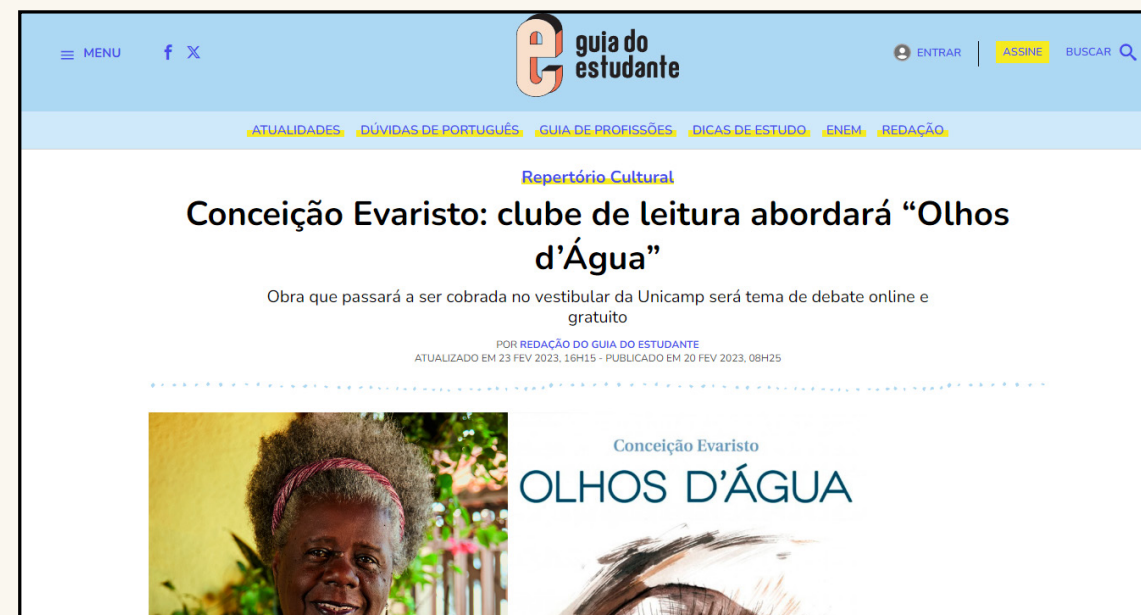 MENU
guia do
estudante
ENTRAR
ASSINE
BUSCAR
ATUALIDADES DÚVIDAS DE PORTUGUÊS GUIA DE PROFISSÕES DICAS DE ESTUDO ENEM REDAÇÃO
Repertório Cultural
Conceição Evaristo: clube de leitura abordará “Olhos
d’Água”
Obra que passará a ser cobrada no vestibular da Unicamp será tema de debate online e
gratuito
POR REDAÇÃO DO GUIA DO ESTUDANTE
ATUALIZADO EM 23 FEV 2023, 16H15 - PUBLICADO EM 20 FEV 2023, 08H25
Conceição Evaristo
OLHOS D’ÁGUA